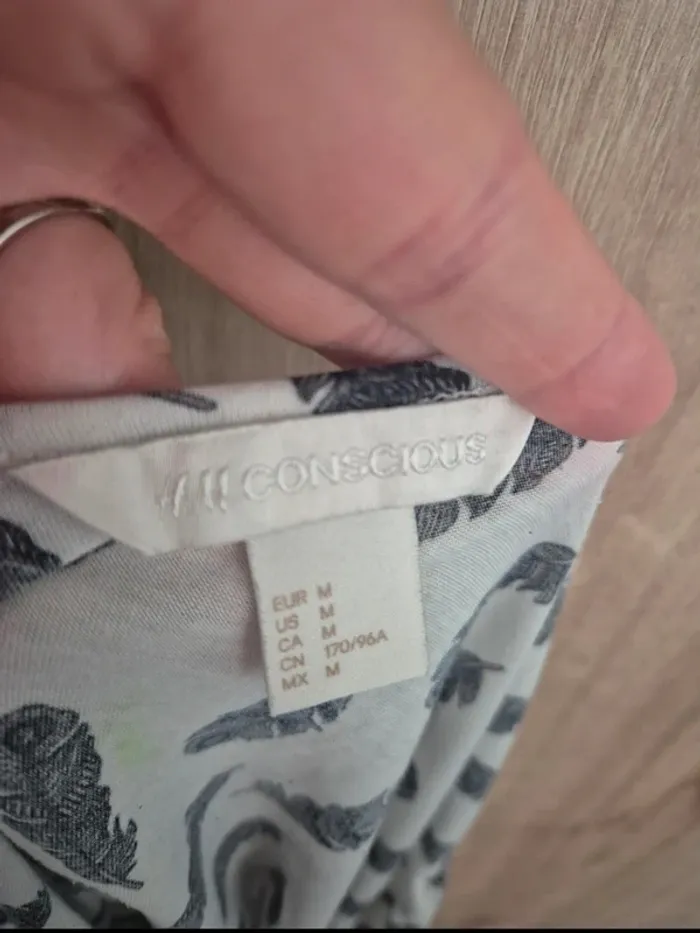 CONSCIOUS
EUR M
US M
CA M
CN 170/96A
MX M